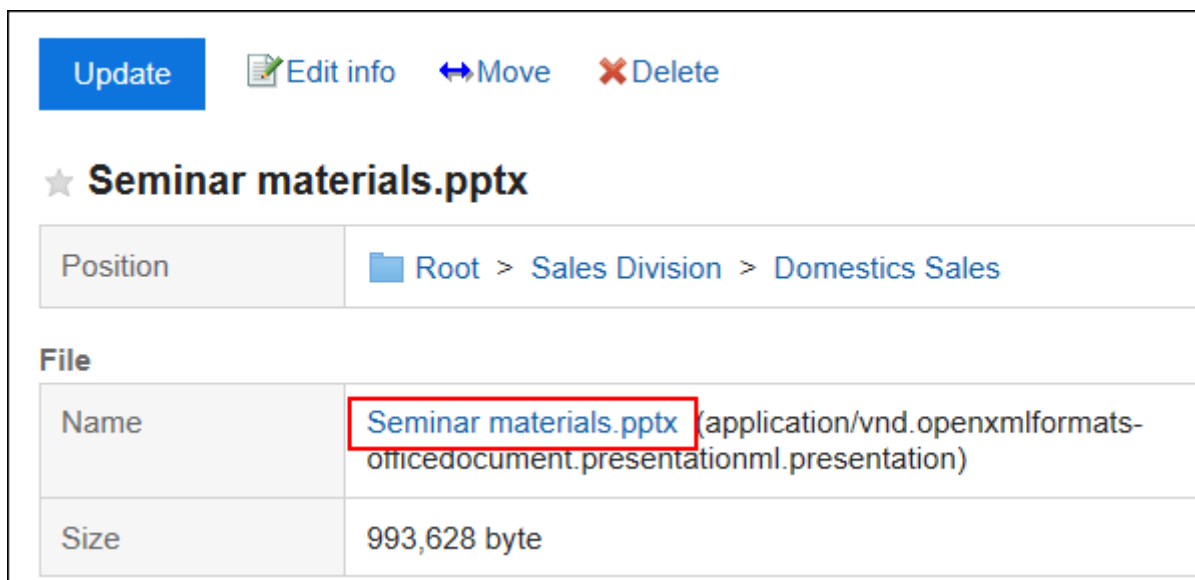 Update Edit info Move Delete
Seminar materials.pptx
Position Root > Sales Division > Domestics Sales
File
Name Seminar materials.pptx (application/vnd.openxmlformats-
officedocument.presentationml.presentation)
Size 993,628 byte